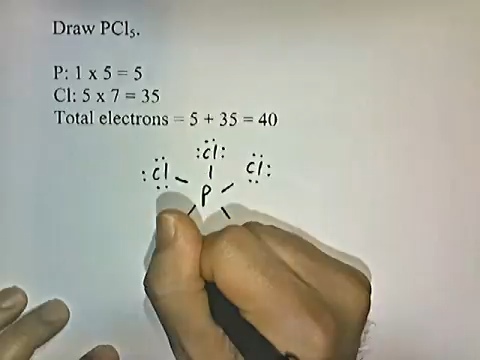 Draw PCl₅.
P: 1 x 5 = 5
Cl: 5 x 7 = 35
Total electrons = 5 + 35 = 40
:Cl:
:Cl
Cl:
P